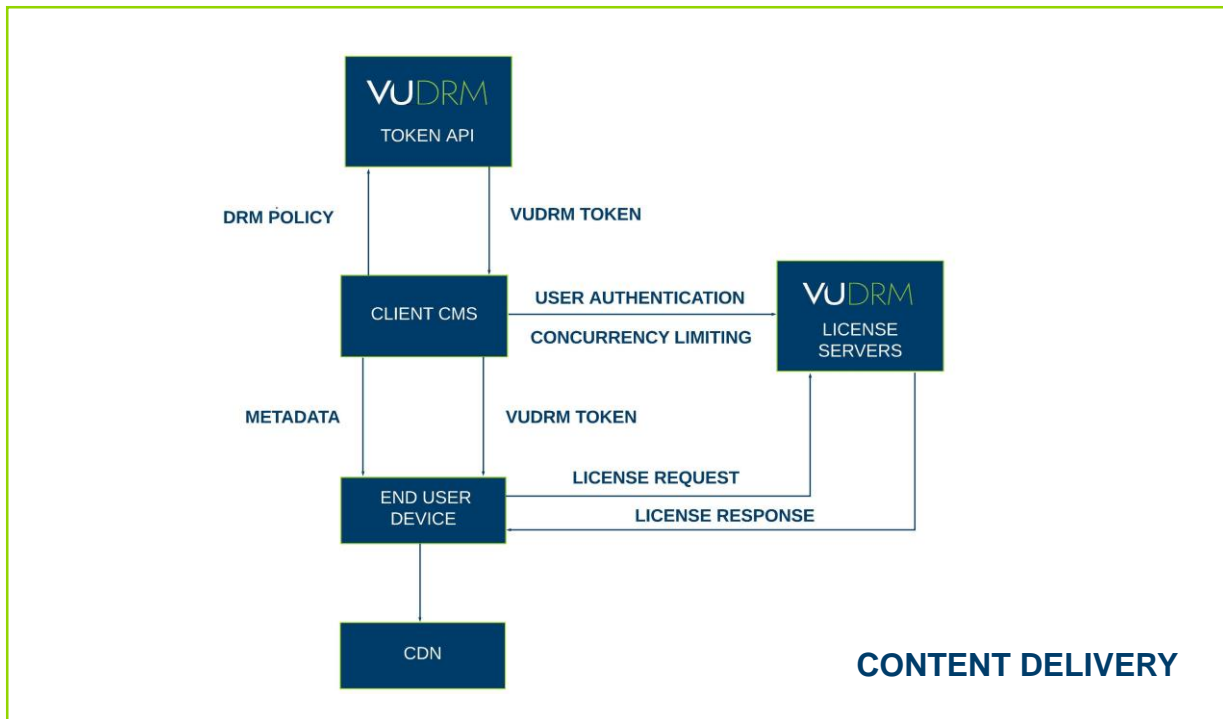 VUDRM
TOKEN API
DRM POLICY
VUDRM TOKEN
CLIENT CMS
USER AUTHENTICATION
CONCURRENCY LIMITING
VUDRM
LICENSE
SERVERS
METADATA
VUDRM TOKEN
END USER
DEVICE
LICENSE REQUEST
LICENSE RESPONSE
CDN
CONTENT DELIVERY